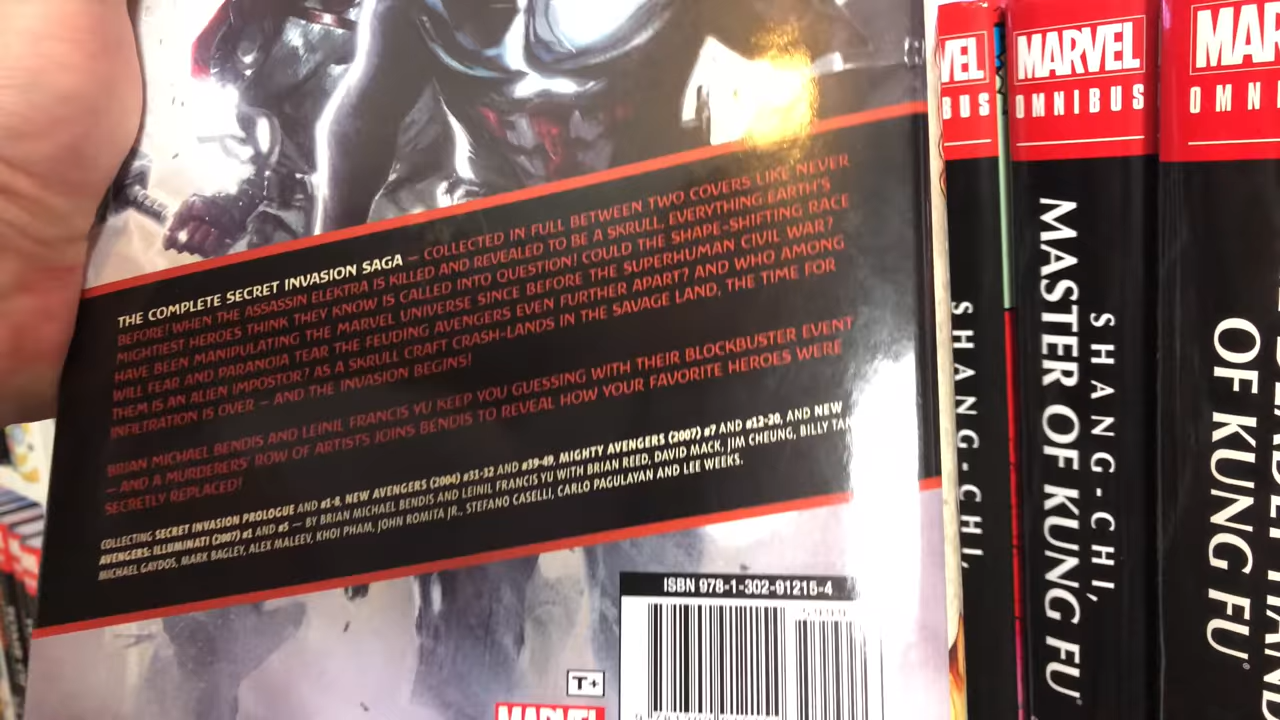 THE COMPLETE SECRET INVASION SAGA – COLLECTED IN FULL BETWEEN TWO COVERS LIKE NEVER
BEFORE! WHEN THE ASSASSIN ELEKTRA IS KILLED AND REVEALED TO BE A SKRULL, EVERYTHING EARTH'S
MIGHTIEST HEROES THINK THEY KNOW IS CALLED INTO QUESTION! COULD THE SHAPE-SHIFTING RACE
HAVE BEEN MANIPULATING THE MARVEL UNIVERSE SINCE BEFORE THE SUPERHUMAN CIVIL WAR?
WILL FEAR AND PARANOIA TEAR THE FEUDING AVENGERS EVEN FURTHER APART? AND WHO AMONG
THEM IS AN ALIEN IMPOSTOR? AS A SKRULL CRAFT CRASH-LANDS IN THE SAVAGE LAND, THE TIME FOR
INFILTRATION IS OVER – AND THE INVASION BEGINS!
BRIAN MICHAEL BENDIS AND LEINIL FRANCIS YU KEEP YOU GUESSING WITH THEIR BLOCKBUSTER EVENT
– AND A MURDERERS' ROW OF ARTISTS JOINS BENDIS TO REVEAL HOW YOUR FAVORITE HEROES WERE
SECRETLY REPLACED!
COLLECTING SECRET INVASION PROLOGUE AND #1-8, NEW AVENGERS (2004) #31-32 AND #39-49, MIGHTY AVENGERS (2007) #7 AND #12-20, AND NEW
AVENGERS: ILLUMINATI (2007) #1 AND #5 — BY BRIAN MICHAEL BENDIS AND LEINIL FRANCIS YU WITH BRIAN REED, DAVID MACK, JIM CHEUNG, BILLY TAN
MICHAEL GAYDOS, MARK BAGLEY, ALEX MALEEV, KHOI PHAM, JOHN ROMITA JR., STEFANO CASELLI, CARLO PAGULAYAN AND LEE WEEKS.
ISBN 978-1-302-91215-4
T+
MARVEL
VEL
BUS
SHANG-CHI,
MARVEL
OMNIBUS
SHANG-CHI,
MASTER OF KUNG FU
MAR
OMN
OF KUNG FU